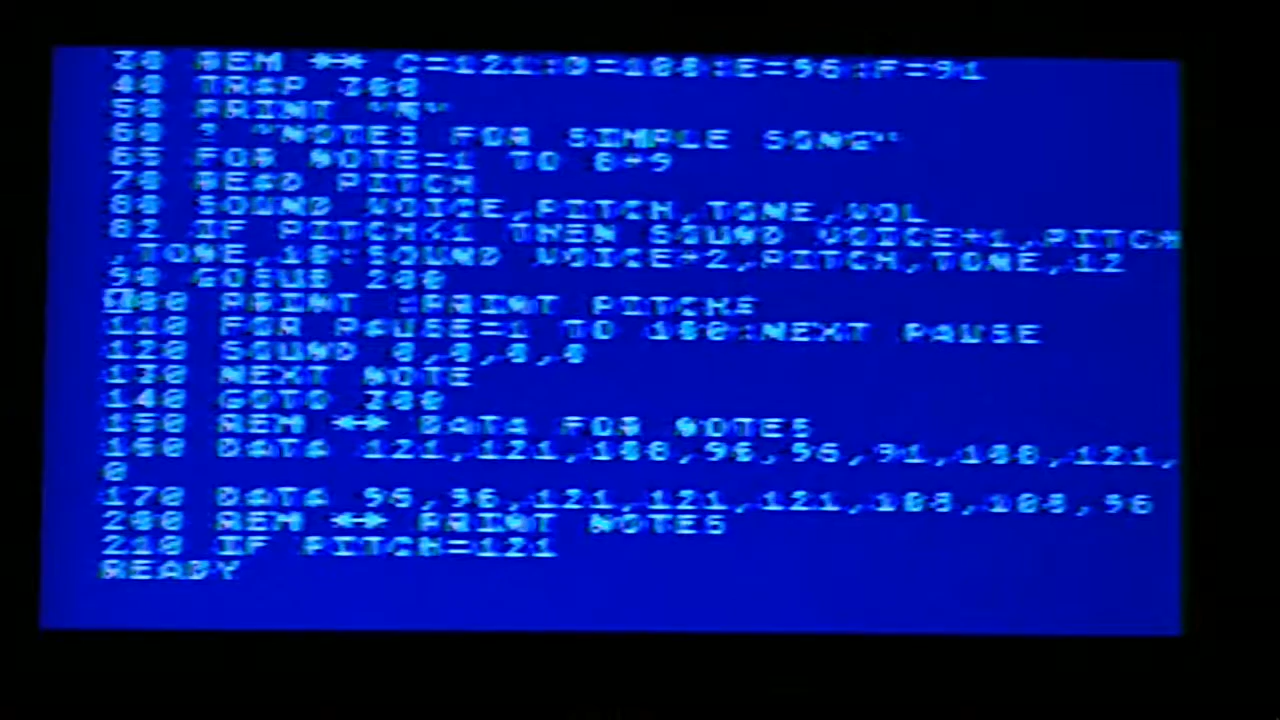 30 REM ** C=121:D=108:E=96:F=91
40 TRAP 300
50 PRINT "
60 ? "NOTES FOR SIMPLE SONG"
65 FOR NOTE=1 TO 8+9
70 READ PITCH
80 SOUND VOICE,PITCH,TONE,VOL
82 IF PITCH<1 THEN SOUND VOICE+1,PITCH
,TONE,10:SOUND VOICE+2,PITCH,TONE,12
90 GOSUB 200
100 PRINT :PRINT PITCH$
110 FOR PAUSE=1 TO 100:NEXT PAUSE
120 SOUND 0,0,0,0
130 NEXT NOTE
140 GOTO 300
150 REM ** DATA FOR NOTES
160 DATA 121,121,108,96,96,91,108,121,
0
170 DATA 96,96,121,121,121,108,108,96
200 REM ** PRINT NOTES
210 IF PITCH=121
READY